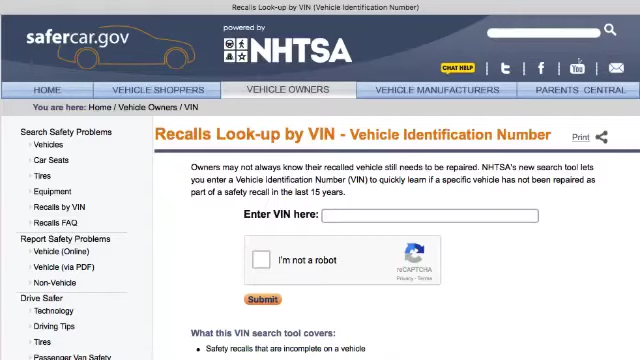 Recalls Look-up by VIN (Vehicle Identification Number)
safercar.gov
powered by
NHTSA
CHAT HELP
HOME
VEHICLE SHOPPERS
VEHICLE OWNERS
VEHICLE MANUFACTURERS
PARENTS CENTRAL
You are here: Home / Vehicle Owners / VIN
Search Safety Problems
Vehicles
Car Seats
Tires
Equipment
Recalls by VIN
Recalls FAQ
Report Safety Problems
Vehicle (Online)
Vehicle (via PDF)
Non-Vehicle
Drive Safer
Technology
Driving Tips
Tires
Passenger Van Safety
Recalls Look-up by VIN - Vehicle Identification Number
Print
Owners may not always know their recalled vehicle still needs to be repaired. NHTSA's new search tool lets
you enter a Vehicle Identification Number (VIN) to quickly learn if a specific vehicle has not been repaired as
part of a safety recall in the last 15 years.
Enter VIN here:
I'm not a robot
reCAPTCHA
Privacy - Terms
Submit
What this VIN search tool covers:
• Safety recalls that are incomplete on a vehicle